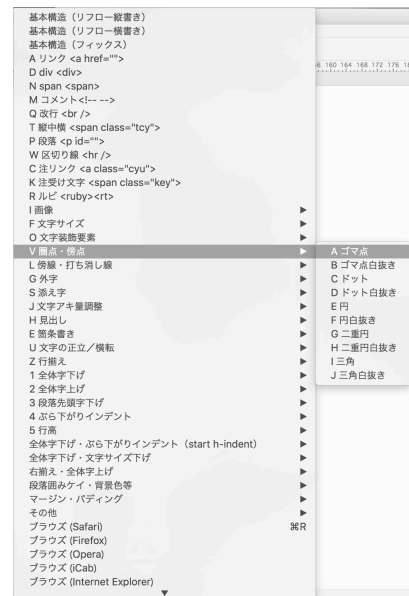 基本構造（リフロー縦書き）
基本構造（リフロー横書き）
基本構造（フィックス）
A リンク <a href="">
D div <div>
N span <span>
M コメント<!-- -->
Q 改行 <br />
T 縦中横 <span class="tcy">
P 段落 <p id="">
W 区切り線 <hr />
C 注リンク <a class="cyu">
K 注受け文字 <span class="key">
R ルビ <ruby><rt>
I 画像 ▶
F 文字サイズ ▶
O 文字装飾要素 ▶
V 圏点・傍点 ▶
L 傍線・打ち消し線 ▶
G 外字 ▶
S 添え字 ▶
J 文字アキ量調整 ▶
H 見出し ▶
E 箇条書き ▶
U 文字の正立／横転 ▶
Z 行揃え ▶
1 全体字下げ ▶
2 全体字上げ ▶
3 段落先頭字下げ ▶
4 ぶら下がりインデント ▶
5 行高 ▶
全体字下げ・ぶら下がりインデント（start h-indent） ▶
全体字下げ・文字サイズ下げ ▶
右揃え・全体字上げ ▶
段落囲みケイ・背景色等 ▶
マージン・パディング ▶
その他 ▶
ブラウズ (Safari) ⌘R
ブラウズ (Firefox)
ブラウズ (Opera)
ブラウズ (iCab)
ブラウズ (Internet Explorer)
▼
160 164 168 172 176
A ゴマ点
B ゴマ点白抜き
C ドット
D ドット白抜き
E 円
F 円白抜き
G 二重円
H 二重円白抜き
I 三角
J 三角白抜き